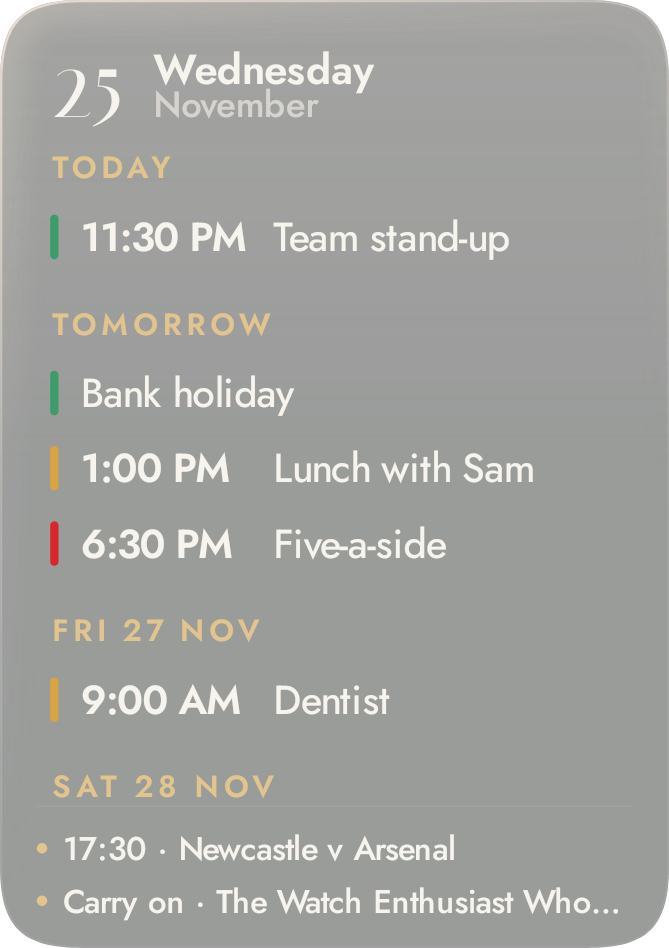 25 Wednesday
November
TODAY
11:30 PM Team stand-up
TOMORROW
Bank holiday
1:00 PM Lunch with Sam
6:30 PM Five-a-side
FRI 27 NOV
9:00 AM Dentist
SAT 28 NOV
• 17:30 · Newcastle v Arsenal
• Carry on · The Watch Enthusiast Who...